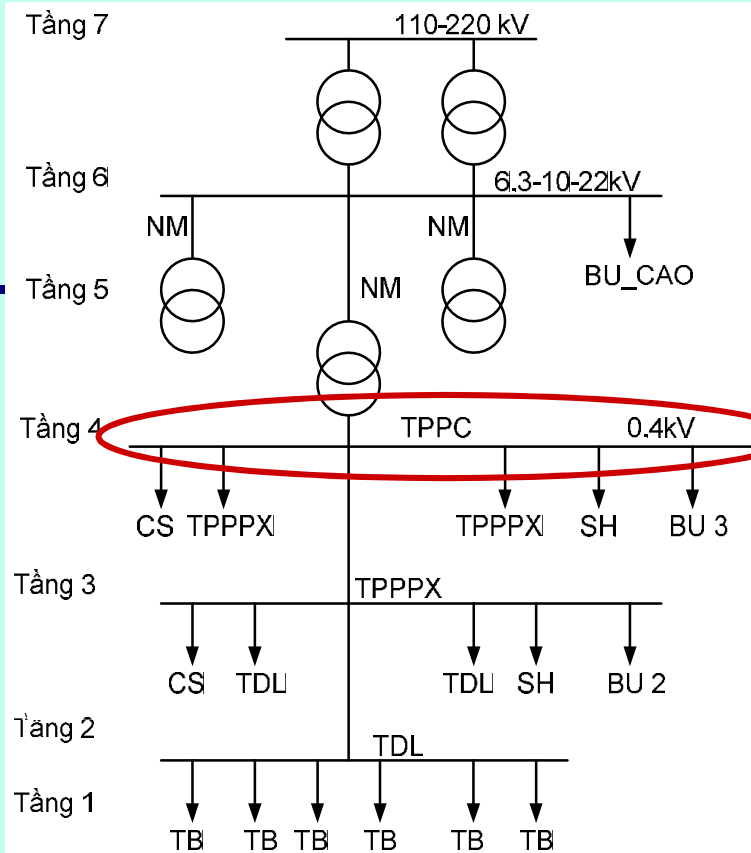 Tầng 7 110-220 kV
Tầng 6 6.3-10-22kV
NM NM
BU_CAO
Tầng 5 NM
Tầng 4 TPPC 0.4kV
CS TPPPX TPPPX SH BU 3
Tầng 3 TPPPX
CS TDL TDL SH BU 2
Tầng 2 TDL
Tầng 1
TB TB TB TB TB TB